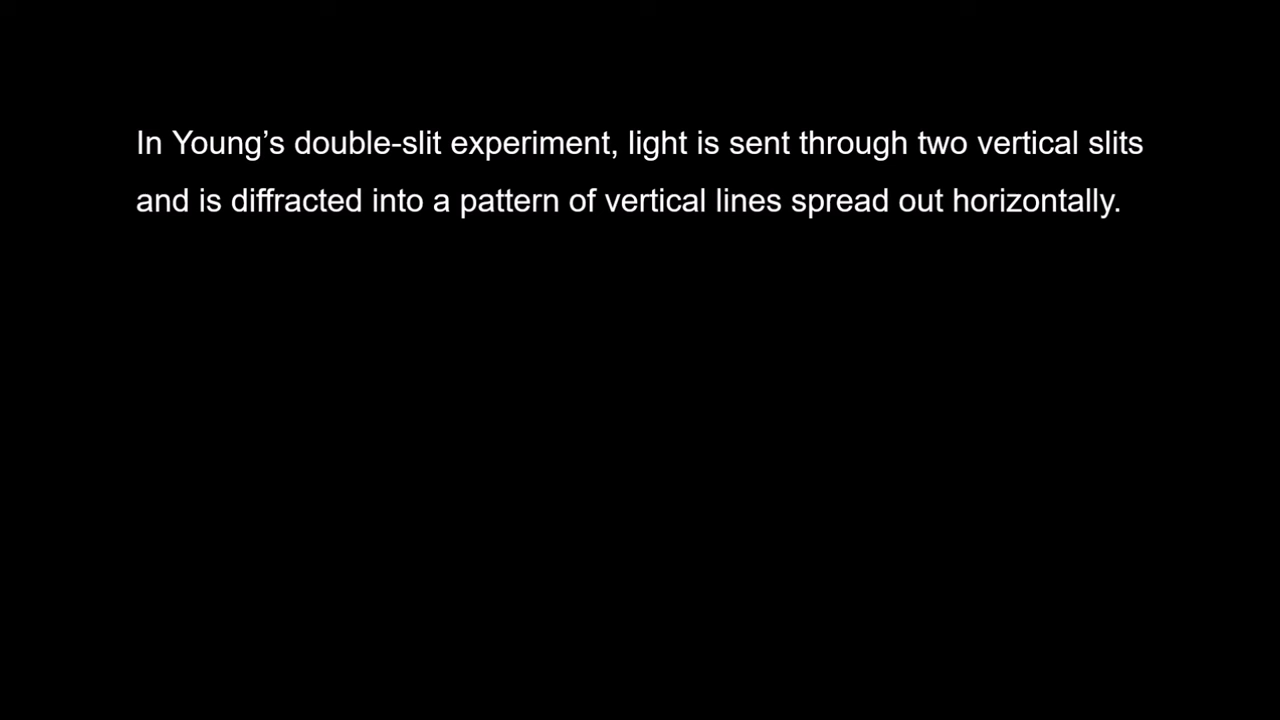 In Young’s double-slit experiment, light is sent through two vertical slits
and is diffracted into a pattern of vertical lines spread out horizontally.